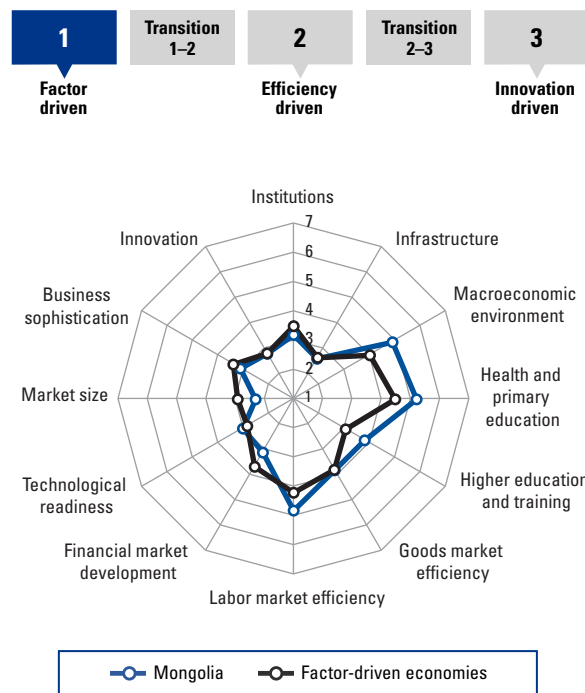 1
Transition
1–2
2
Transition
2–3
3
Factor
driven
Efficiency
driven
Innovation
driven
Institutions
7
Innovation
6
Infrastructure
5
Business
sophistication
4
Macroeconomic
environment
3
2
Market size
1
Health and
primary
education
Technological
readiness
Higher education
and training
Financial market
development
Goods market
efficiency
Labor market efficiency
Mongolia
Factor-driven economies